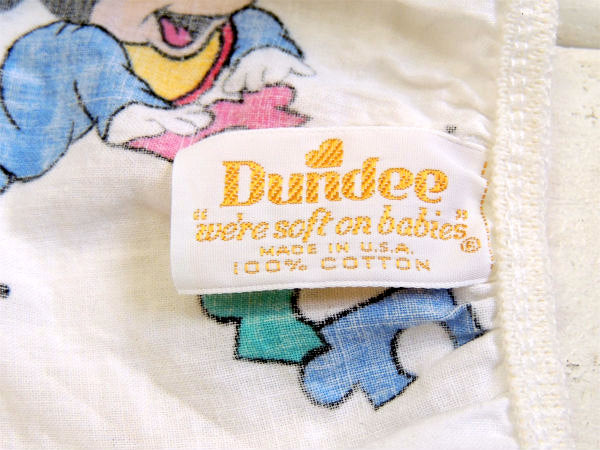 Dundee
"we're soft on babies"®
MADE IN U.S.A.
100% COTTON